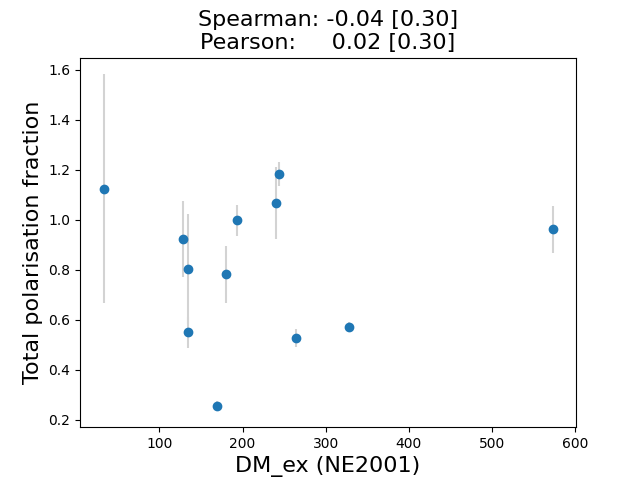 Spearman: -0.04 [0.30]
Pearson: 0.02 [0.30]
Total polarisation fraction
1.6
1.4
1.2
1.0
0.8
0.6
0.4
0.2
100 200 300 400 500 600
DM_ex (NE2001)